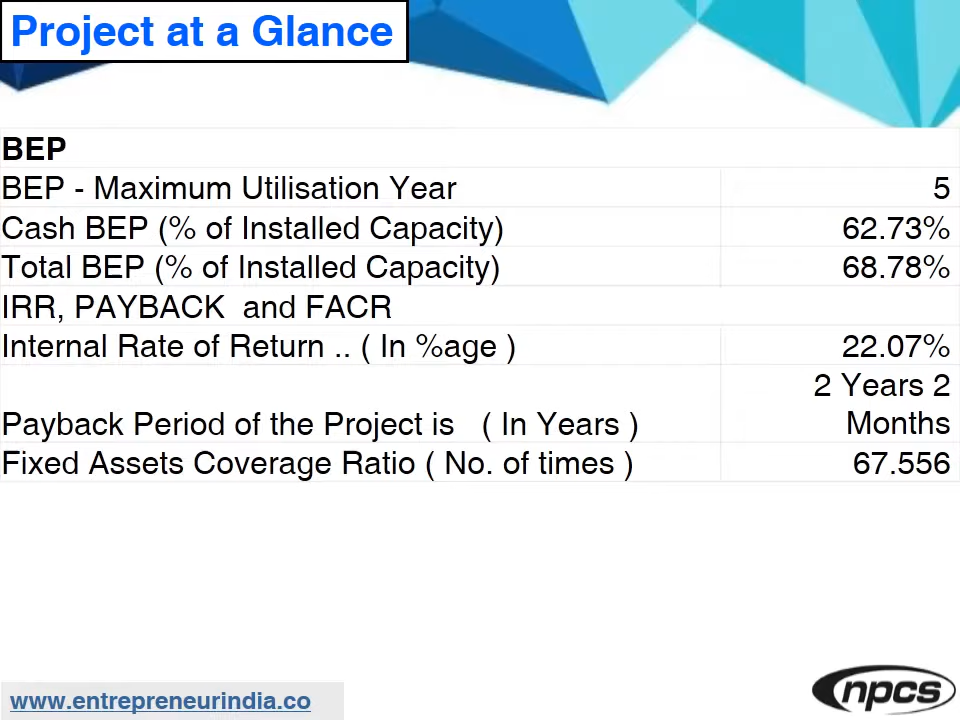 Project at a Glance
BEP
BEP - Maximum Utilisation Year 5
Cash BEP (% of Installed Capacity) 62.73%
Total BEP (% of Installed Capacity) 68.78%
IRR, PAYBACK  and FACR
Internal Rate of Return .. ( In %age ) 22.07%
2 Years 2
Payback Period of the Project is   ( In Years ) Months
Fixed Assets Coverage Ratio ( No. of times ) 67.556
www.entrepreneurindia.co
npcs